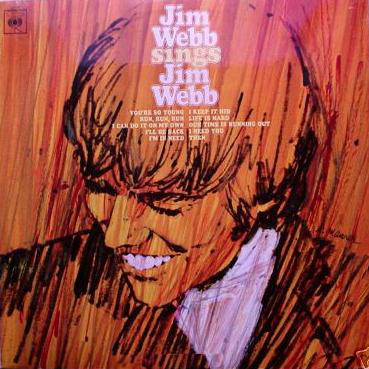 Jim
Webb
sings
Jim
Webb
YOU'RE SO YOUNG
RUN, RUN, RUN
I CAN DO IT ON MY OWN
I'LL BE BACK
I'M IN NEED
I KEEP IT HID
LIFE IS HARD
OUR TIME IS RUNNING OUT
I NEED YOU
THEN